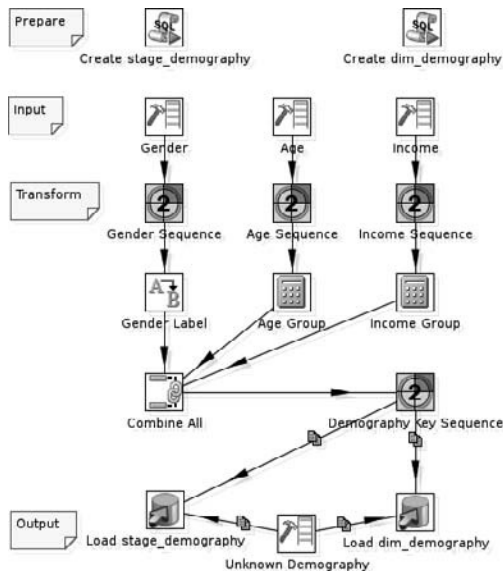 Prepare
SQL
SQL
Create stage_demography
Create dim_demography
Input
Gender
Age
Income
Transform
2
2
2
Gender Sequence
Age Sequence
Income Sequence
A
B
Gender Label
Age Group
Income Group
2
Combine All
Demography Key Sequence
Output
Load stage_demography
Load dim_demography
Unknown Demography